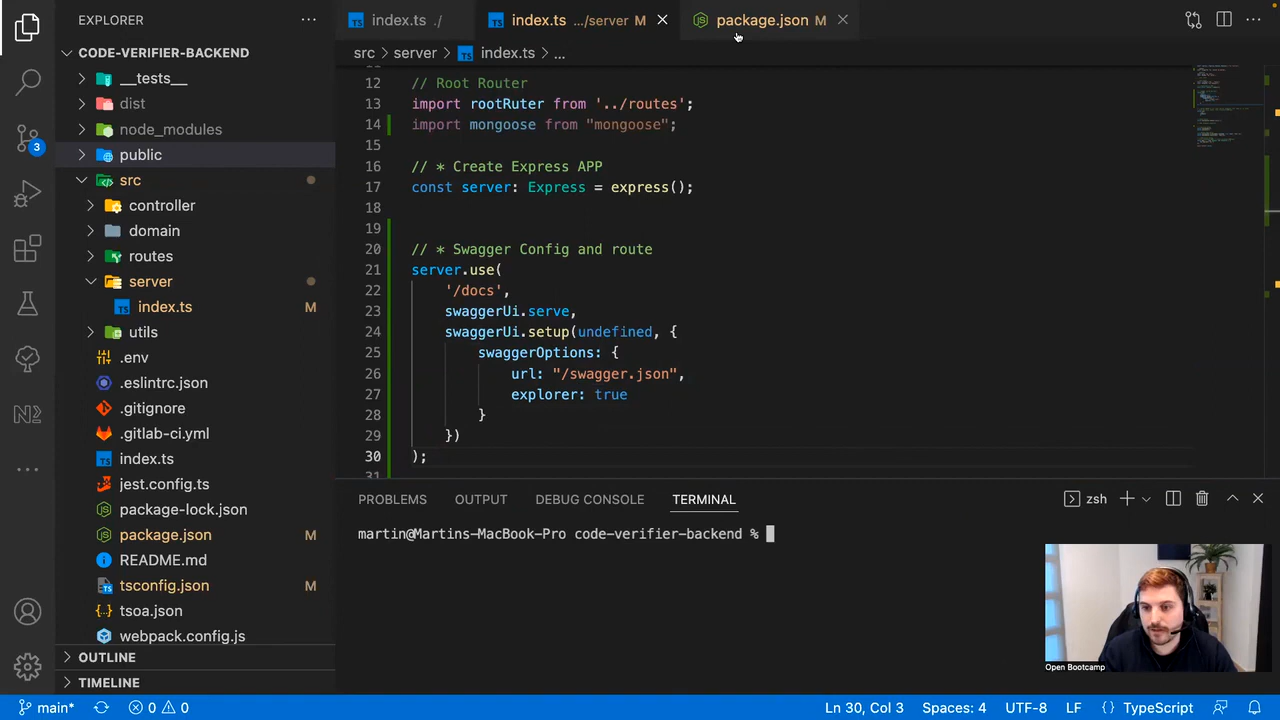 EXPLORER
index.ts ./
index.ts .../server M
package.json M
CODE-VERIFIER-BACKEND
__tests__
dist
node_modules
public
src
controller
domain
routes
server
index.ts M
utils
.env
.eslintrc.json
.gitignore
.gitlab-ci.yml
index.ts
jest.config.ts
package-lock.json
package.json M
README.md
tsconfig.json M
tsoa.json
webpack.config.js
OUTLINE
TIMELINE
3
src server index.ts ...
12 // Root Router
13 import rootRuter from '../routes';
14 import mongoose from "mongoose";
15
16 // * Create Express APP
17 const server: Express = express();
18
19
20 // * Swagger Config and route
21 server.use(
22 '/docs',
23 swaggerUi.serve,
24 swaggerUi.setup(undefined, {
25 swaggerOptions: {
26 url: "/swagger.json",
27 explorer: true
28 }
29 })
30 );
31
PROBLEMS OUTPUT DEBUG CONSOLE TERMINAL zsh
martin@Martins-MacBook-Pro code-verifier-backend %
Open Bootcamp
main* 0 0 Ln 30, Col 3 Spaces: 4 UTF-8 LF {} TypeScript